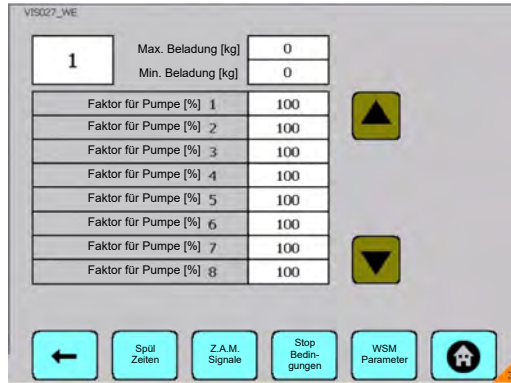 VIS027_WE
1
Max. Beladung [kg] 0
Min. Beladung [kg] 0
Faktor für Pumpe [%] 1 100
Faktor für Pumpe [%] 2 100
Faktor für Pumpe [%] 3 100
Faktor für Pumpe [%] 4 100
Faktor für Pumpe [%] 5 100
Faktor für Pumpe [%] 6 100
Faktor für Pumpe [%] 7 100
Faktor für Pumpe [%] 8 100
Spül
Zeiten
Z.A.M.
Signale
Stop
Bedin-
gungen
WSM
Parameter